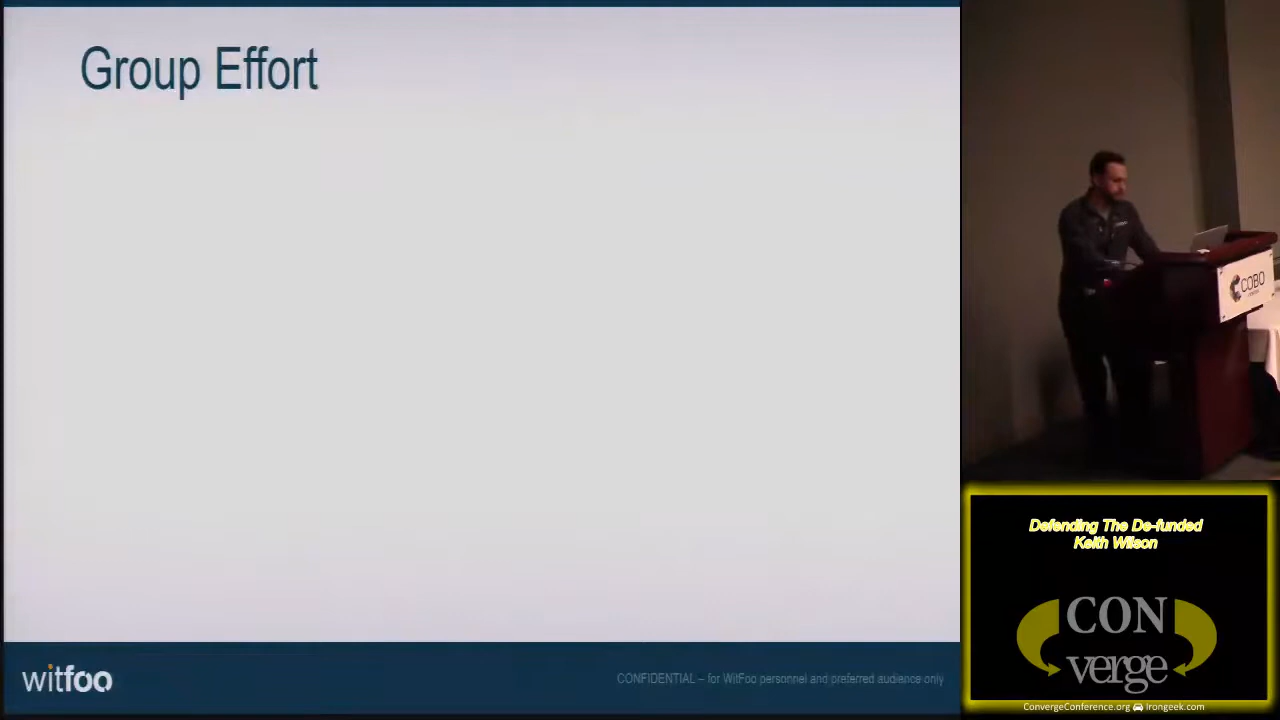 Group Effort
witfoo
CONFIDENTIAL – for WitFoo personnel and preferred audience only
COBO
Defending The De-funded
Keith Wilson
CON
verge
ConvergeConference.org Irongeek.com